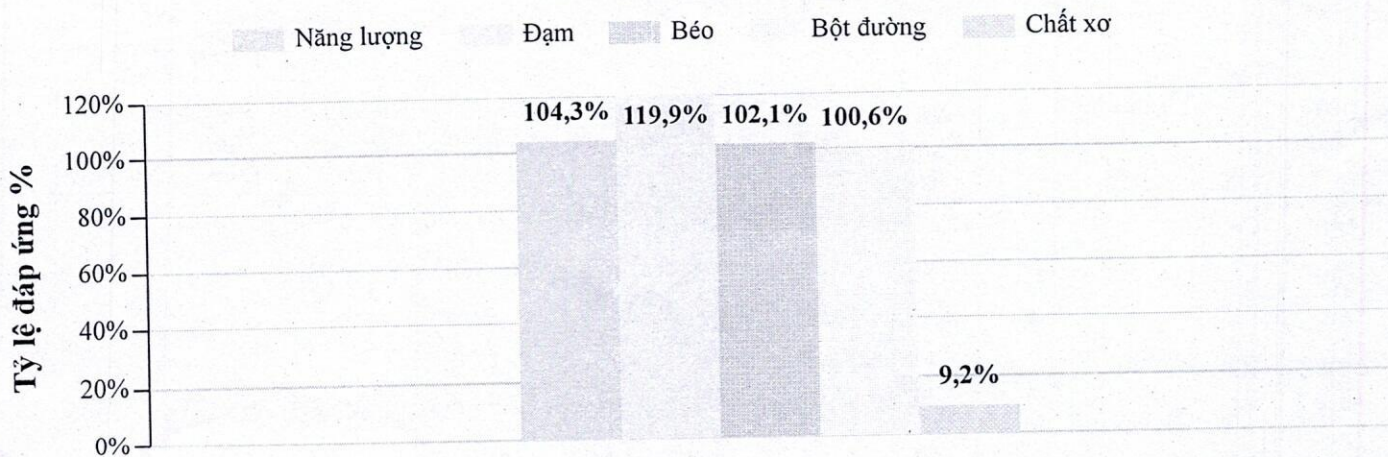 Năng lượng Đạm Béo Bột đường Chất xơ
Tỷ lệ đáp ứng %
120%
100%
80%
60%
40%
20%
0%
104,3% 119,9% 102,1% 100,6%
9,2%